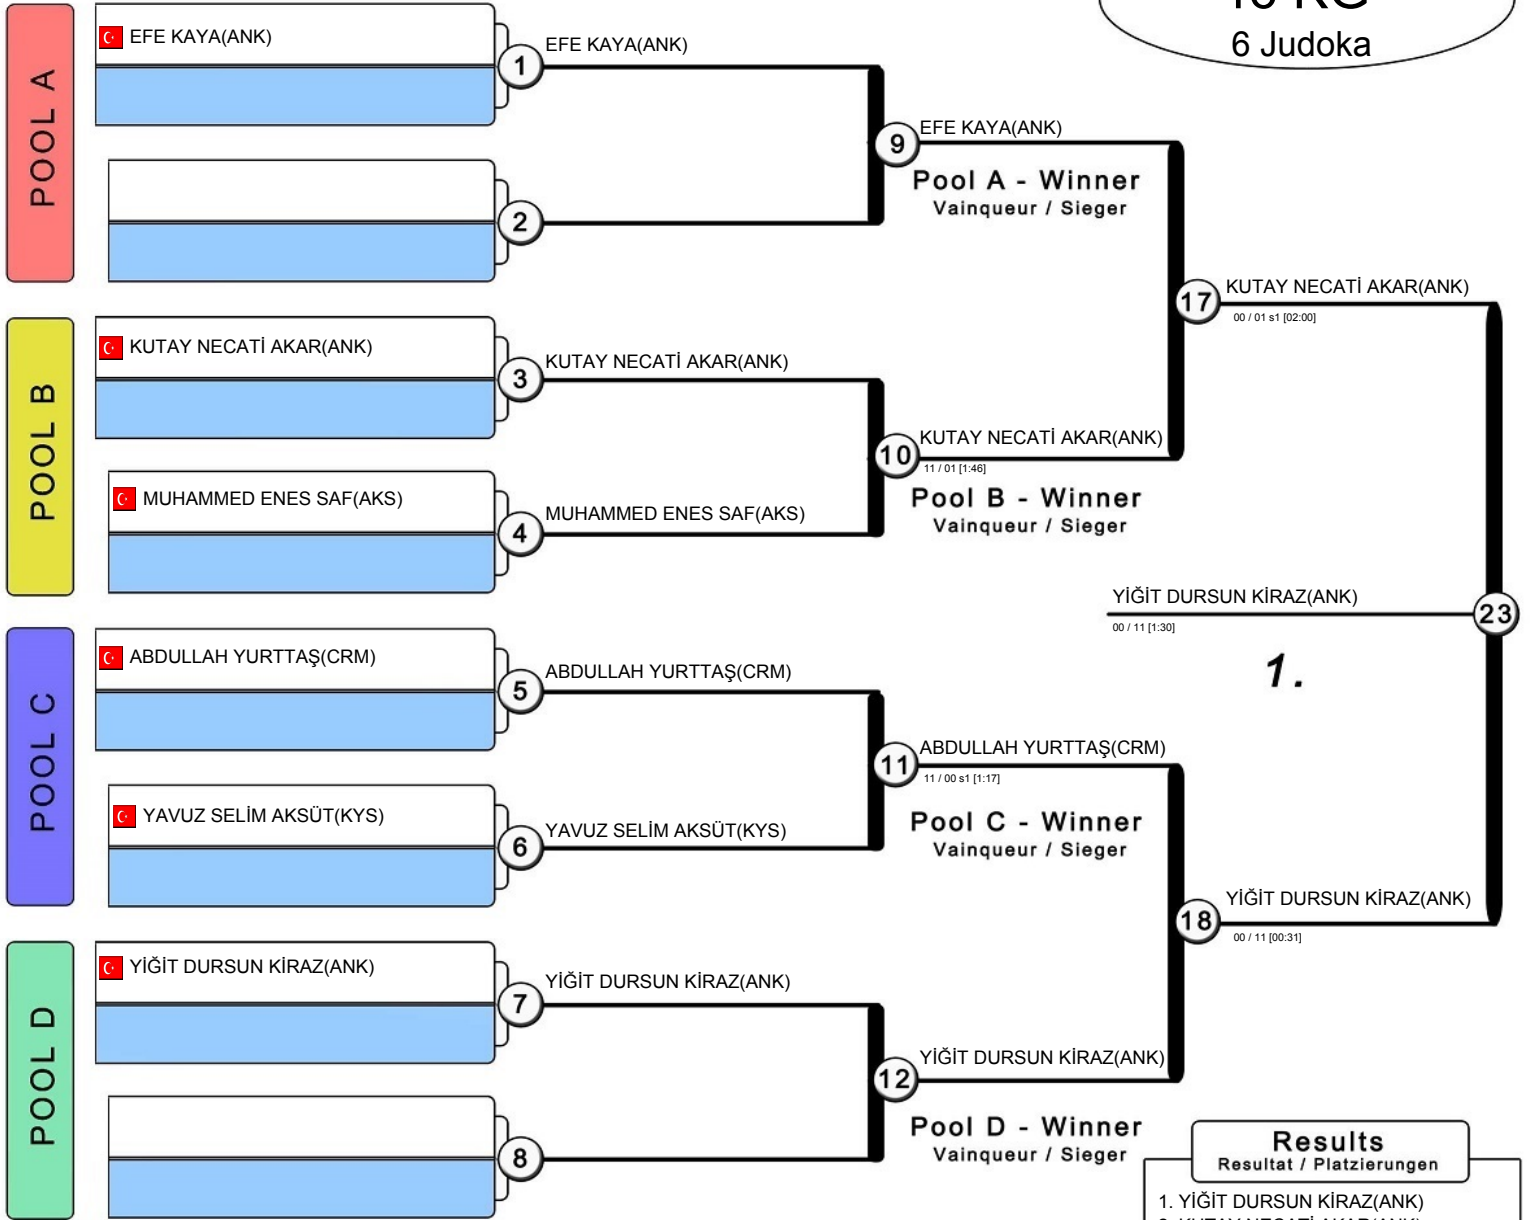 KG
6 Judoka
POOL A
EFE KAYA(ANK)
1
EFE KAYA(ANK)
2
9
EFE KAYA(ANK)
Pool A - Winner
Vainqueur / Sieger
17
KUTAY NECATİ AKAR(ANK)
00 / 01 s1 [02:00]
POOL B
KUTAY NECATİ AKAR(ANK)
3
KUTAY NECATİ AKAR(ANK)
MUHAMMED ENES SAF(AKS)
4
MUHAMMED ENES SAF(AKS)
10
KUTAY NECATİ AKAR(ANK)
11 / 01 [1:46]
Pool B - Winner
Vainqueur / Sieger
YİĞİT DURSUN KİRAZ(ANK)
00 / 11 [1:30]
23
1.
POOL C
ABDULLAH YURTTAŞ(CRM)
5
ABDULLAH YURTTAŞ(CRM)
YAVUZ SELİM AKSÜT(KYS)
6
YAVUZ SELİM AKSÜT(KYS)
11
ABDULLAH YURTTAŞ(CRM)
11 / 00 s1 [1:17]
Pool C - Winner
Vainqueur / Sieger
18
YİĞİT DURSUN KİRAZ(ANK)
00 / 11 [00:31]
POOL D
YİĞİT DURSUN KİRAZ(ANK)
7
YİĞİT DURSUN KİRAZ(ANK)
8
12
YİĞİT DURSUN KİRAZ(ANK)
Pool D - Winner
Vainqueur / Sieger
Results
Resultat / Platzierungen
1. YİĞİT DURSUN KİRAZ(ANK)